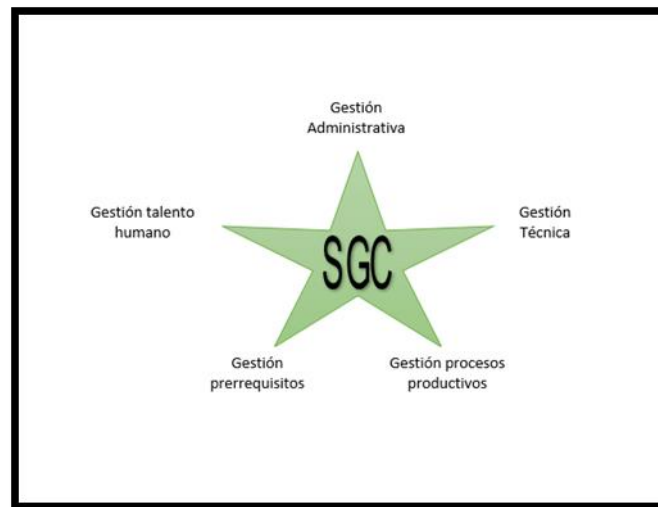 Gestión
Administrativa
Gestión talento
humano
Gestión
Técnica
SGC
Gestión
prerrequisitos
Gestión procesos
productivos